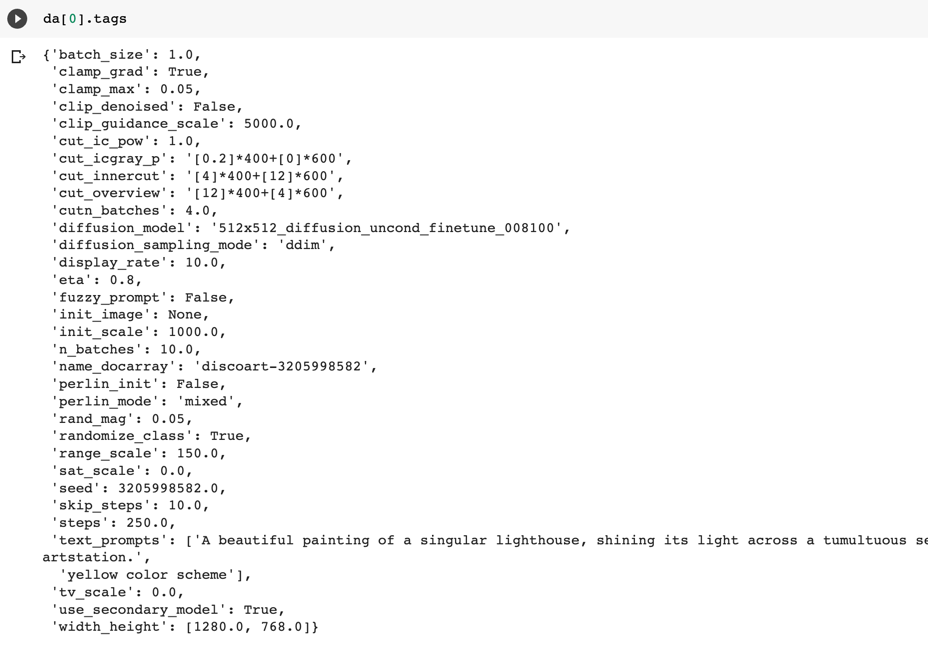 da[0].tags
{'batch_size': 1.0,
'clamp_grad': True,
'clamp_max': 0.05,
'clip_denoised': False,
'clip_guidance_scale': 5000.0,
'cut_ic_pow': 1.0,
'cut_icgray_p': '[0.2]*400+[0]*600',
'cut_innercut': '[4]*400+[12]*600',
'cut_overview': '[12]*400+[4]*600',
'cutn_batches': 4.0,
'diffusion_model': '512x512_diffusion_uncond_finetune_008100',
'diffusion_sampling_mode': 'ddim',
'display_rate': 10.0,
'eta': 0.8,
'fuzzy_prompt': False,
'init_image': None,
'init_scale': 1000.0,
'n_batches': 10.0,
'name_docarray': 'discoart-3205998582',
'perlin_init': False,
'perlin_mode': 'mixed',
'rand_mag': 0.05,
'randomize_class': True,
'range_scale': 150.0,
'sat_scale': 0.0,
'seed': 3205998582.0,
'skip_steps': 10.0,
'steps': 250.0,
'text_prompts': ['A beautiful painting of a singular lighthouse, shining its light across a tumultuous se
artstation.',
'yellow color scheme'],
'tv_scale': 0.0,
'use_secondary_model': True,
'width_height': [1280.0, 768.0]}